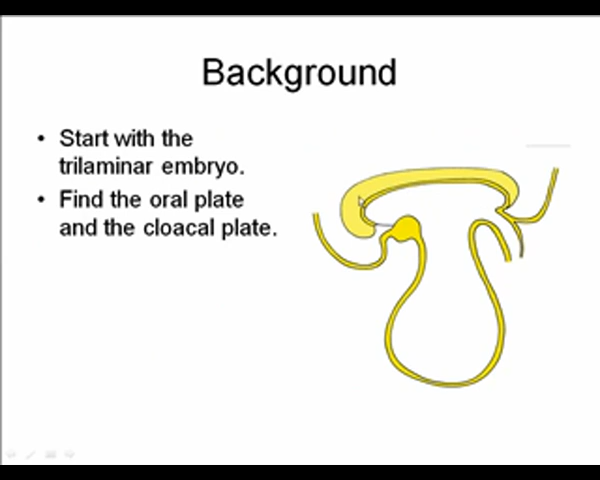 Background
• Start with the
trilaminar embryo.
• Find the oral plate
and the cloacal plate.